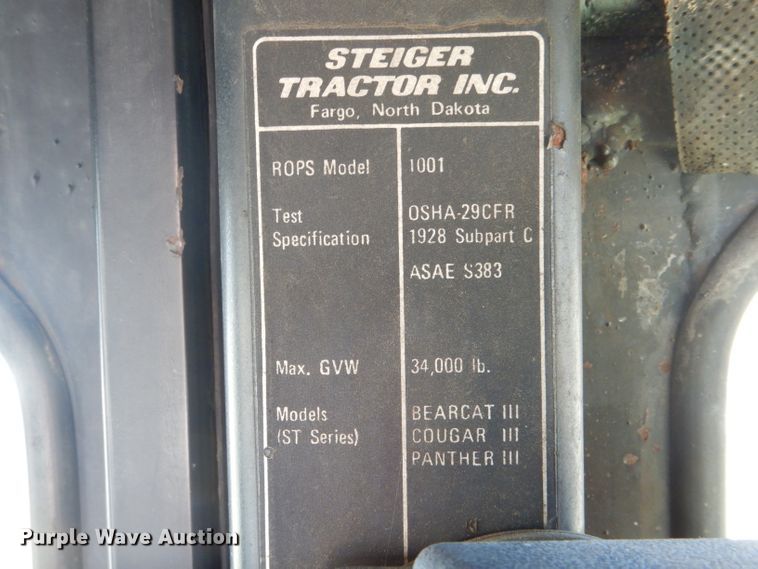 STEIGER
TRACTOR INC.
Fargo, North Dakota
ROPS Model 1001
Test OSHA-29CFR
Specification 1928 Subpart C
ASAE S383
Max. GVW 34,000 lb.
Models BEARCAT III
(ST Series) COUGAR III
PANTHER III
Purple Wave Auction